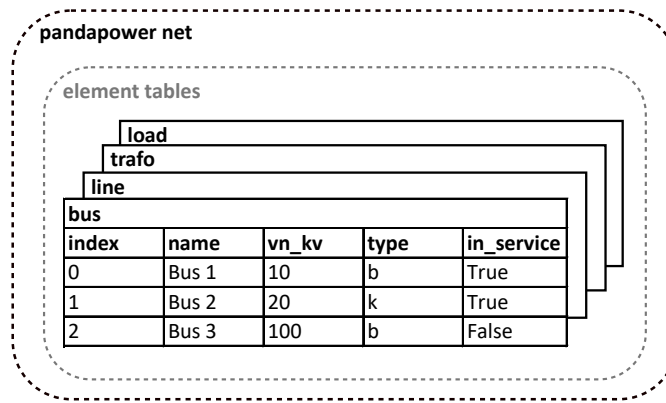 pandapower net
element tables
load
trafo
line
bus
index name vn_kv type in_service
0 Bus 1 10 b True
1 Bus 2 20 k True
2 Bus 3 100 b False